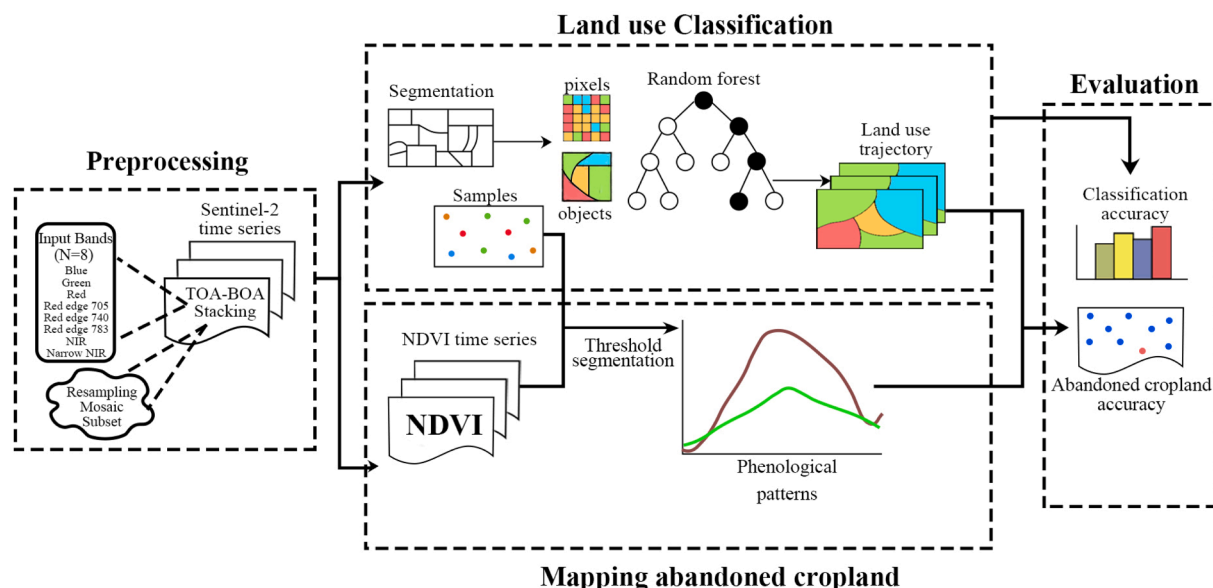 Preprocessing
Sentinel-2
time series
Input Bands
(N=8)
Blue
Green
Red
Red edge 705
Red edge 740
Red edge 783
NIR
Narrow NIR
TOA-BOA
Stacking
Resampling
Mosaic
Subset
Land use Classification
Segmentation
pixels
objects
Random forest
Land use
trajectory
Samples
NDVI time series
NDVI
Threshold
segmentation
Phenological
patterns
Mapping abandoned cropland
Evaluation
Classification
accuracy
Abandoned cropland
accuracy